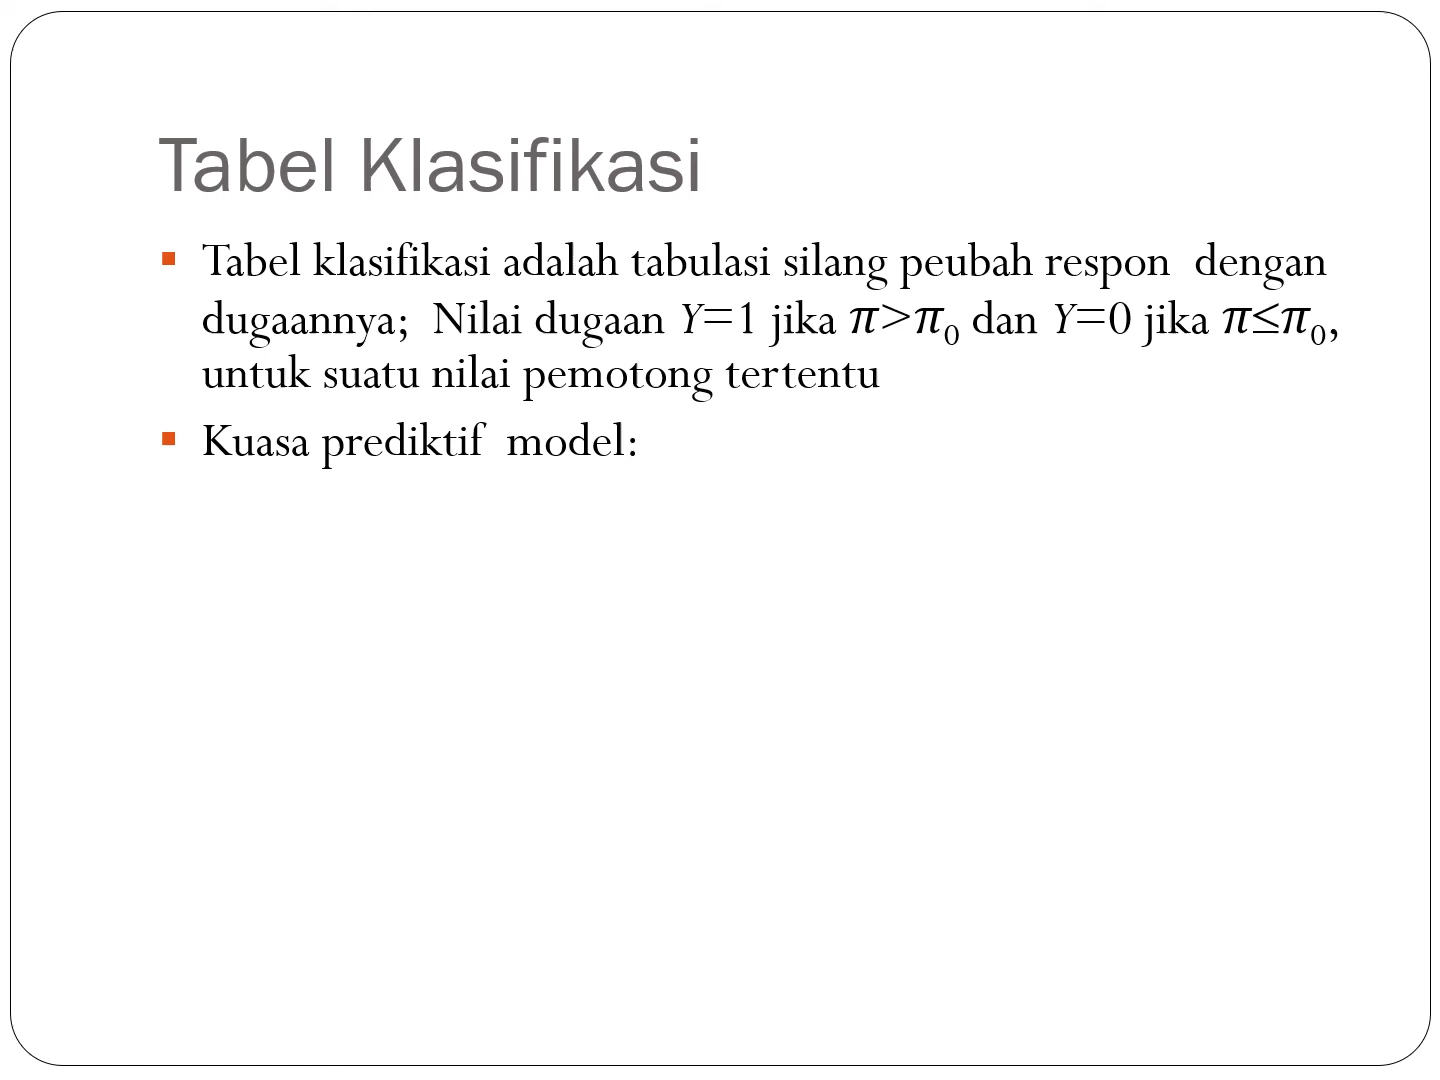 Tabel Klasifikasi
▪ Tabel klasifikasi adalah tabulasi silang peubah respon dengan
dugaannya; Nilai dugaan Y=1 jika π>π₀ dan Y=0 jika π≤π₀,
untuk suatu nilai pemotong tertentu
▪ Kuasa prediktif model: